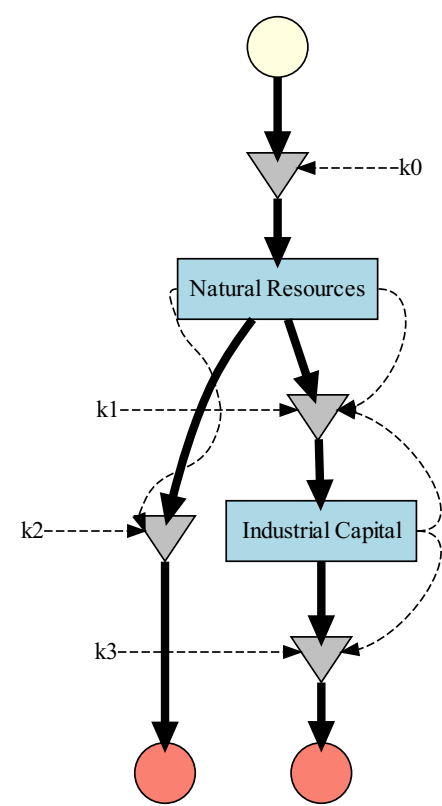 k0
Natural Resources
k1
Industrial Capital
k2
k3